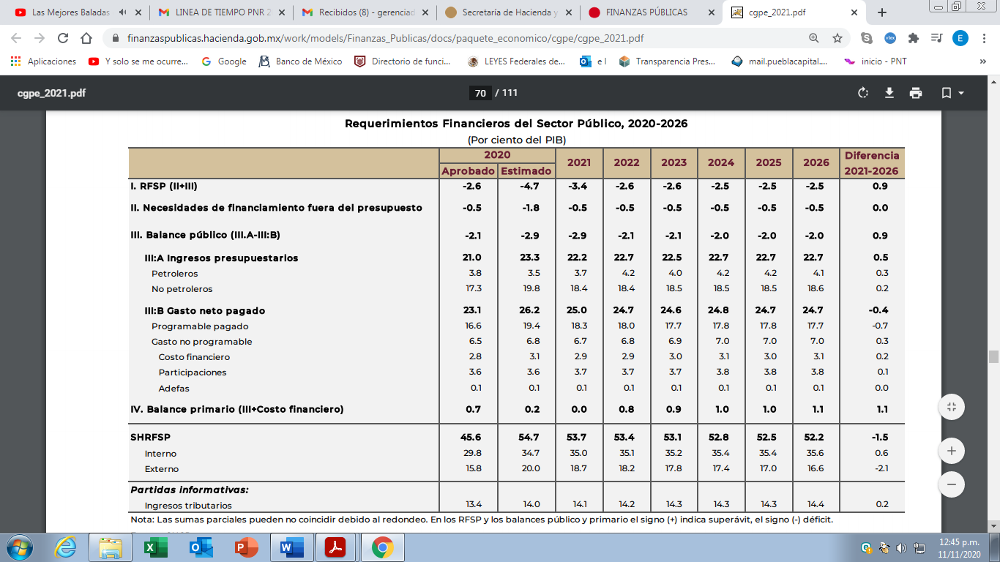 Las Mejores Baladas
LINEA DE TIEMPO PNR 2
Recibidos (8) - gerenciad
Secretaría de Hacienda y
FINANZAS PÚBLICAS
cgpe_2021.pdf
finanzaspublicas.hacienda.gob.mx/work/models/Finanzas_Publicas/docs/paquete_economico/cgpe/cgpe_2021.pdf
vlex
E
Aplicaciones
Y solo se me ocurre...
Google
Banco de México
Directorio de funci...
LEYES Federales de...
e l
Transparencia Pres...
mail.pueblacapital....
inicio - PNT
»
cgpe_2021.pdf
70 / 111
Requerimientos Financieros del Sector Público, 2020-2026
(Por ciento del PIB)
2020 2021 2022 2023 2024 2025 2026 Diferencia
Aprobado Estimado 2021-2026
I. RFSP (II+III) -2.6 -4.7 -3.4 -2.6 -2.6 -2.5 -2.5 -2.5 0.9
II. Necesidades de financiamiento fuera del presupuesto -0.5 -1.8 -0.5 -0.5 -0.5 -0.5 -0.5 -0.5 0.0
III. Balance público (III.A-III:B) -2.1 -2.9 -2.9 -2.1 -2.1 -2.0 -2.0 -2.0 0.9
III:A Ingresos presupuestarios 21.0 23.3 22.2 22.7 22.5 22.7 22.7 22.7 0.5
Petroleros 3.8 3.5 3.7 4.2 4.0 4.2 4.2 4.1 0.3
No petroleros 17.3 19.8 18.4 18.4 18.5 18.5 18.5 18.6 0.2
III:B Gasto neto pagado 23.1 26.2 25.0 24.7 24.6 24.8 24.7 24.7 -0.4
Programable pagado 16.6 19.4 18.3 18.0 17.7 17.8 17.8 17.7 -0.7
Gasto no programable 6.5 6.8 6.7 6.8 6.9 7.0 7.0 7.0 0.3
Costo financiero 2.8 3.1 2.9 2.9 3.0 3.1 3.0 3.1 0.2
Participaciones 3.6 3.6 3.7 3.7 3.7 3.8 3.8 3.8 0.1
Adefas 0.1 0.1 0.1 0.1 0.1 0.1 0.1 0.1 0.0
IV. Balance primario (III+Costo financiero) 0.7 0.2 0.0 0.8 0.9 1.0 1.0 1.1 1.1
SHRFSP 45.6 54.7 53.7 53.4 53.1 52.8 52.5 52.2 -1.5
Interno 29.8 34.7 35.0 35.1 35.2 35.4 35.4 35.6 0.6
Externo 15.8 20.0 18.7 18.2 17.8 17.4 17.0 16.6 -2.1
Partidas informativas:
Ingresos tributarios 13.4 14.0 14.1 14.2 14.3 14.3 14.3 14.4 0.2
Nota: Las sumas parciales pueden no coincidir debido al redondeo. En los RFSP y los balances público y primario el signo (+) indica superávit, el signo (-) déficit.
12:45 p.m.
11/11/2020